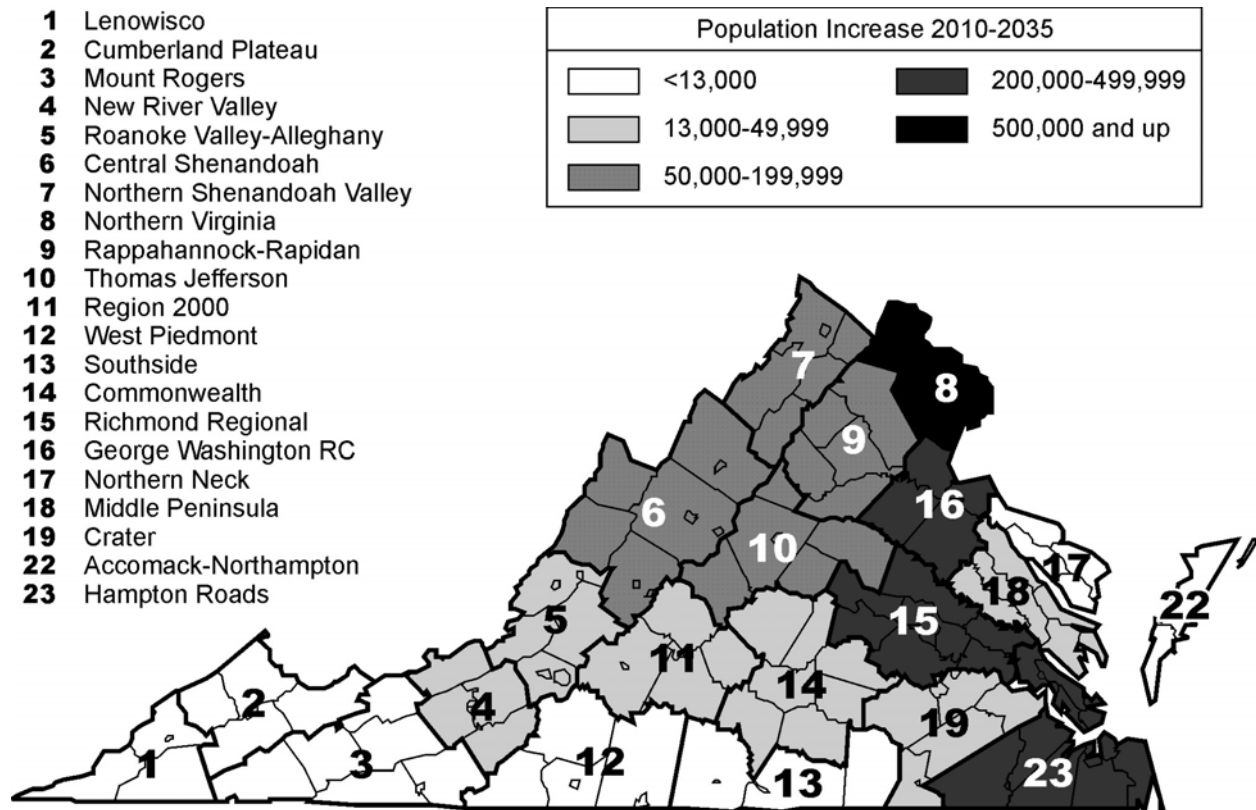 1 Lenowisco
2 Cumberland Plateau
3 Mount Rogers
4 New River Valley
5 Roanoke Valley-Alleghany
6 Central Shenandoah
7 Northern Shenandoah Valley
8 Northern Virginia
9 Rappahannock-Rapidan
10 Thomas Jefferson
11 Region 2000
12 West Piedmont
13 Southside
14 Commonwealth
15 Richmond Regional
16 George Washington RC
17 Northern Neck
18 Middle Peninsula
19 Crater
22 Accomack-Northampton
23 Hampton Roads
Population Increase 2010-2035
<13,000
200,000-499,999
13,000-49,999
500,000 and up
50,000-199,999
7
8
9
16
6
10
17
18
22
5
15
11
14
2
4
19
1
3
12
13
23